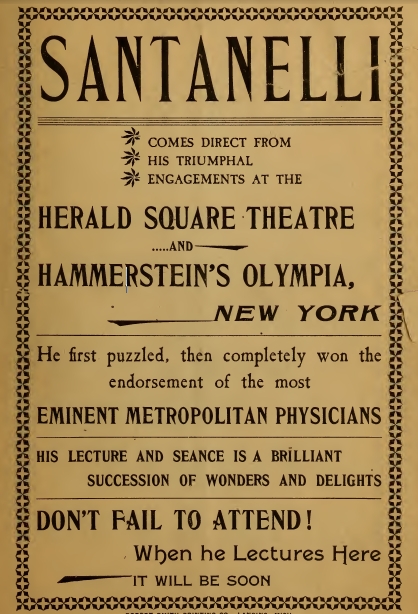 SANTANELLI
COMES DIRECT FROM
HIS TRIUMPHAL
ENGAGEMENTS AT THE
HERALD SQUARE THEATRE
.....AND
HAMMERSTEIN'S OLYMPIA,
NEW YORK
He first puzzled, then completely won the
endorsement of the most
EMINENT METROPOLITAN PHYSICIANS
HIS LECTURE AND SEANCE IS A BRILLIANT
SUCCESSION OF WONDERS AND DELIGHTS
DON'T FAIL TO ATTEND!
When he Lectures Here
IT WILL BE SOON